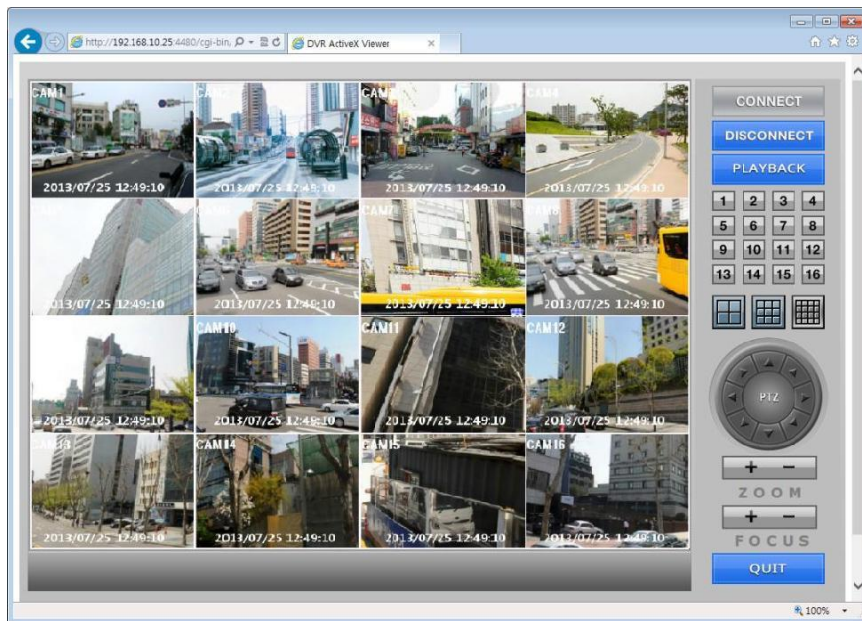 http://192.168.10.25:4480/cgi-bin,
DVR ActiveX Viewer
CAM1
CAM2
CAM3
CAM4
2013/07/25 12:49:10
2013/07/25 12:49:10
2013/07/25 12:49:10
2013/07/25 12:49:10
CAM7
CAM8
2013/07/25 12:49:10
2013/07/25 12:49:10
2013/07/25 12:49:10
2013/07/25 12:49:10
CAM10
CAM11
CAM12
2013/07/25 12:49:10
2013/07/25 12:49:10
2013/07/25 12:49:10
2013/07/25 12:49:10
CAM13
CAM14
CAM15
CAM16
2013/07/25 12:49:10
2013/07/25 12:49:10
2013/07/25 12:49:10
2013/07/25 12:49:10
CONNECT
DISCONNECT
PLAYBACK
1 2 3 4
5 6 7 8
9 10 11 12
13 14 15 16
PTZ
+ −
ZOOM
+ −
FOCUS
QUIT
100%